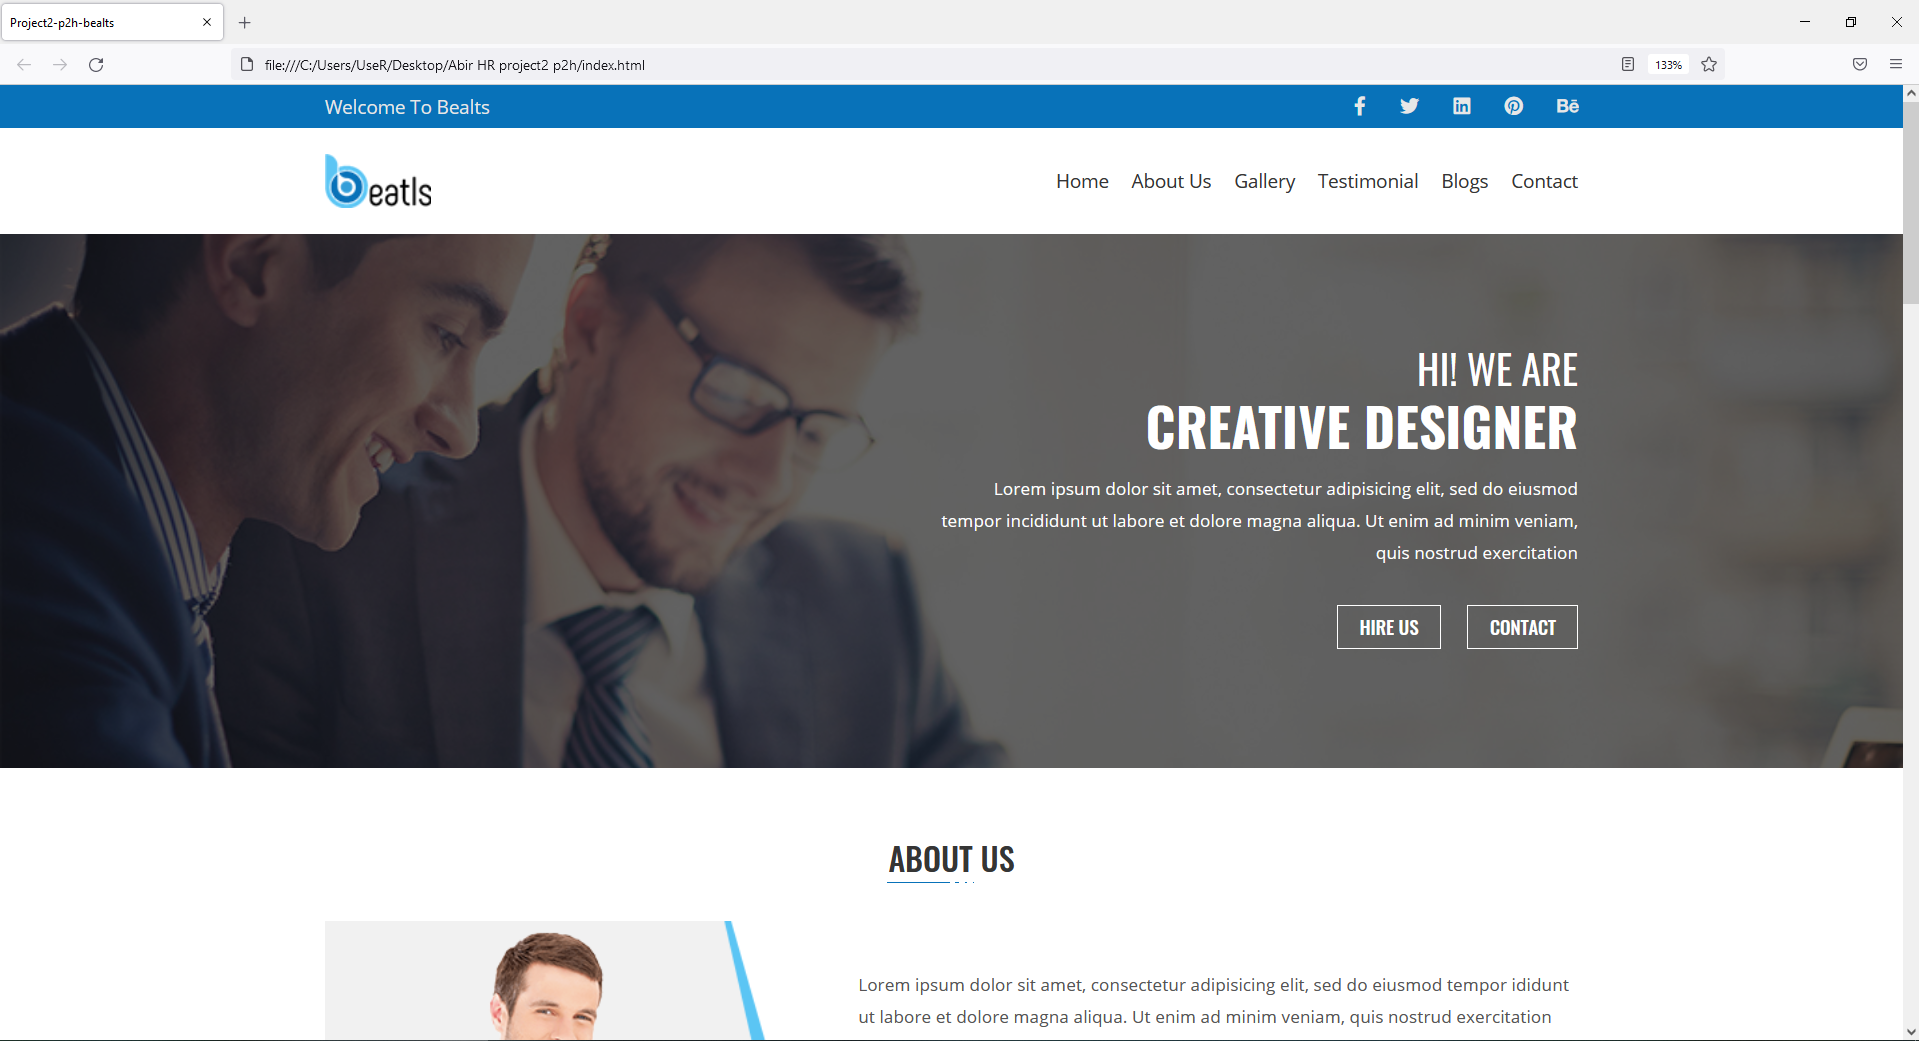 Project2-p2h-bealts
file:///C:/Users/UseR/Desktop/Abir HR project2 p2h/index.html
133%
Welcome To Bealts
Bē
beatls
Home About Us Gallery Testimonial Blogs Contact
HI! WE ARE
CREATIVE DESIGNER
Lorem ipsum dolor sit amet, consectetur adipisicing elit, sed do eiusmod
tempor incididunt ut labore et dolore magna aliqua. Ut enim ad minim veniam,
quis nostrud exercitation
HIRE US CONTACT
ABOUT US
Lorem ipsum dolor sit amet, consectetur adipisicing elit, sed do eiusmod tempor ididunt
ut labore et dolore magna aliqua. Ut enim ad minim veniam, quis nostrud exercitation